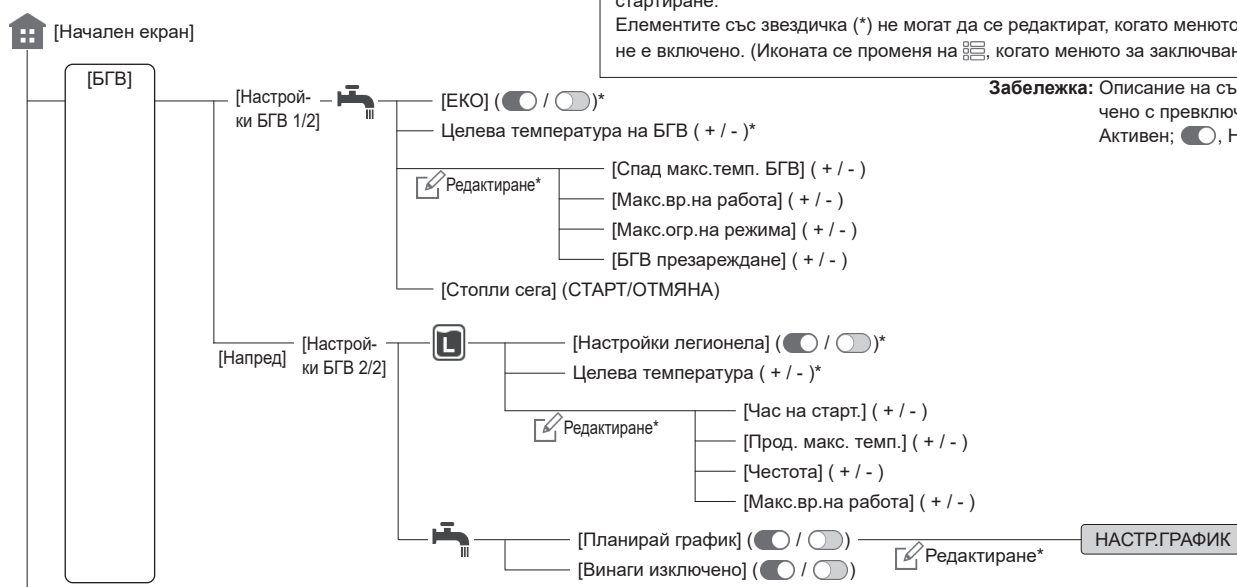 стартиране.
Елементите със звездичка (*) не могат да се редактират, когато менюто
не е включено. (Иконата се променя на , когато менюто за заключван
Забележка: Описание на съ
чено с превключ
Активен; , Н
[Начален екран]
[БГВ]
[Настрой-
ки БГВ 1/2]
[ЕКО] ( / )*
Целева температура на БГВ ( + / - )*
Редактиране*
[Спад макс.темп. БГВ] ( + / - )
[Макс.вр.на работа] ( + / - )
[Макс.огр.на режима] ( + / - )
[БГВ презареждане] ( + / - )
[Стопли сега] (СТАРТ/ОТМЯНА)
[Напред]
[Настрой-
ки БГВ 2/2]
L
[Настройки легионела] ( / )*
Целева температура ( + / - )*
Редактиране*
[Час на старт.] ( + / - )
[Прод. макс. темп.] ( + / - )
[Честота] ( + / - )
[Макс.вр.на работа] ( + / - )
[Планирай график] ( / )
Редактиране*
НАСТР.ГРАФИК
[Винаги изключено] ( / )